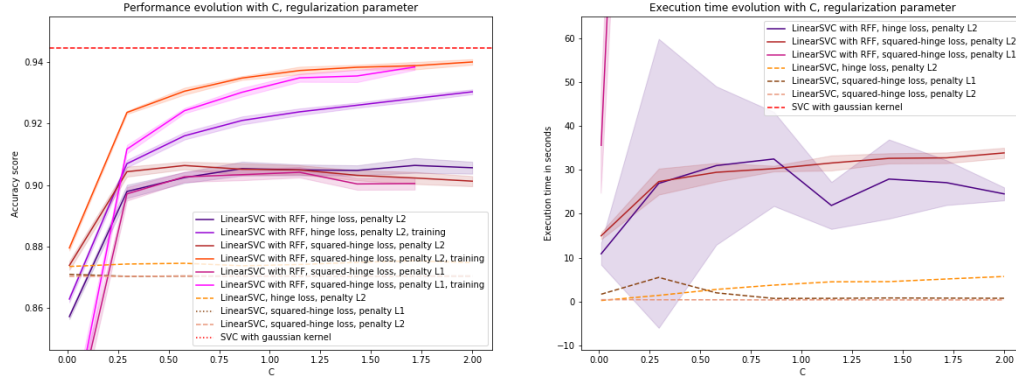 Performance evolution with C, regularization parameter
0.94
0.92
0.90
0.88
0.86
Accuracy score
LinearSVC with RFF, hinge loss, penalty L2
LinearSVC with RFF, hinge loss, penalty L2, training
LinearSVC with RFF, squared-hinge loss, penalty L2
LinearSVC with RFF, squared-hinge loss, penalty L2, training
LinearSVC with RFF, squared-hinge loss, penalty L1
LinearSVC with RFF, squared-hinge loss, penalty L1, training
LinearSVC, hinge loss, penalty L2
LinearSVC, squared-hinge loss, penalty L1
LinearSVC, squared-hinge loss, penalty L2
SVC with gaussian kernel
0.00 0.25 0.50 0.75 1.00 1.25 1.50 1.75 2.00
C
Execution time evolution with C, regularization parameter
60
50
40
30
20
10
0
−10
Execution time in seconds
LinearSVC with RFF, hinge loss, penalty L2
LinearSVC with RFF, squared-hinge loss, penalty L2
LinearSVC with RFF, squared-hinge loss, penalty L1
LinearSVC, hinge loss, penalty L2
LinearSVC, squared-hinge loss, penalty L1
LinearSVC, squared-hinge loss, penalty L2
SVC with gaussian kernel
0.00 0.25 0.50 0.75 1.00 1.25 1.50 1.75 2.00
C